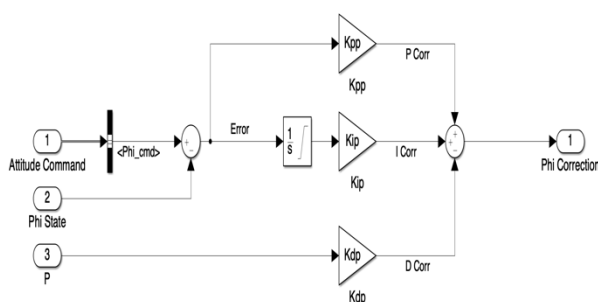 Kpp
P Corr
Kpp
1
Attitude Command
<Phi_cmd>
+
-
Error
1
s
Kip
I Corr
Kip
+
+
-
1
Phi Correction
2
Phi State
3
P
Kdp
D Corr
Kdp